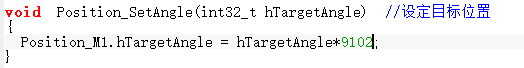 void Position_SetAngle(int32_t hTargetAngle) //设定目标位置
{
Position_M1.hTargetAngle = hTargetAngle*9102;
}